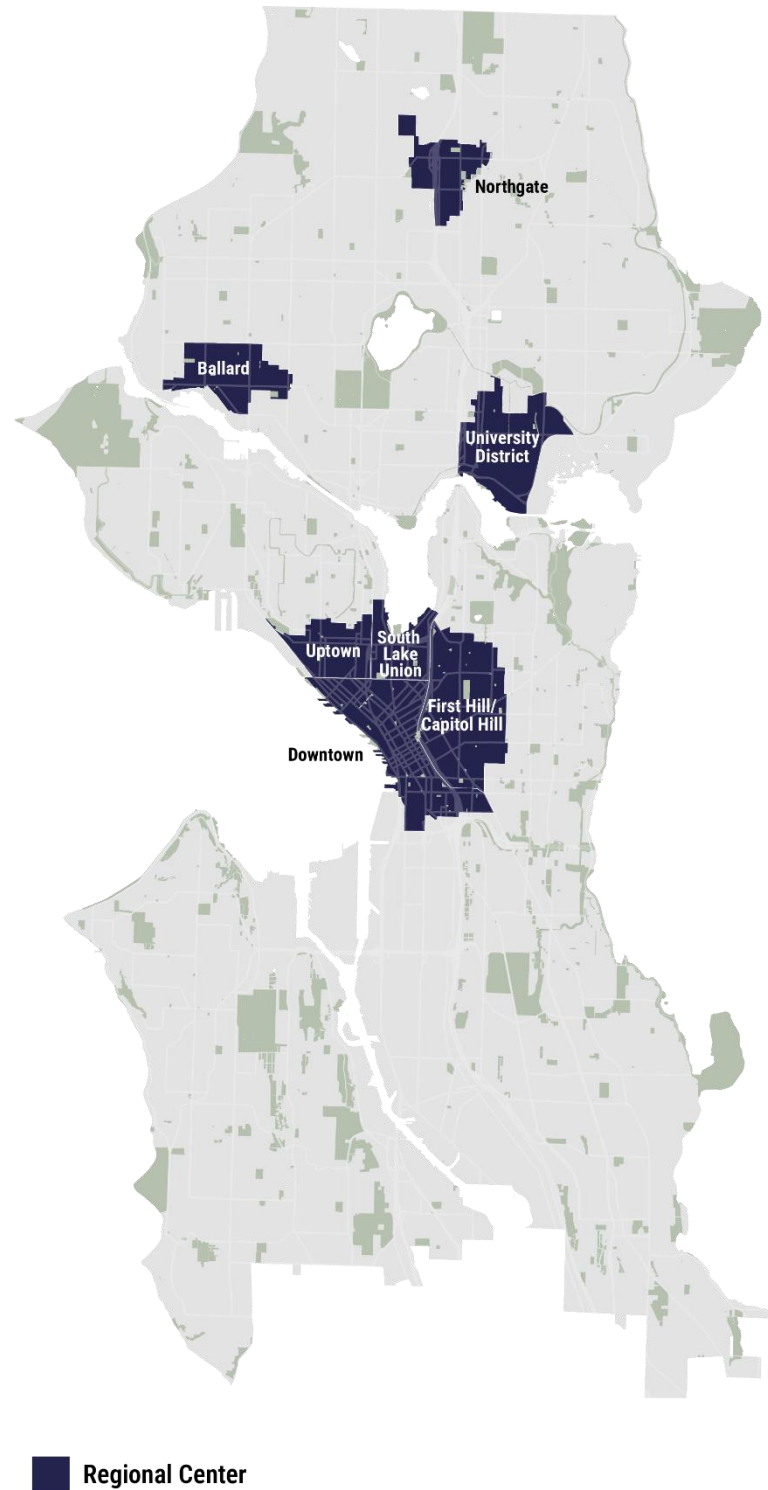 Northgate
Ballard
University
District
Uptown
South
Lake
Union
First Hill/
Capitol Hill
Downtown
Regional Center